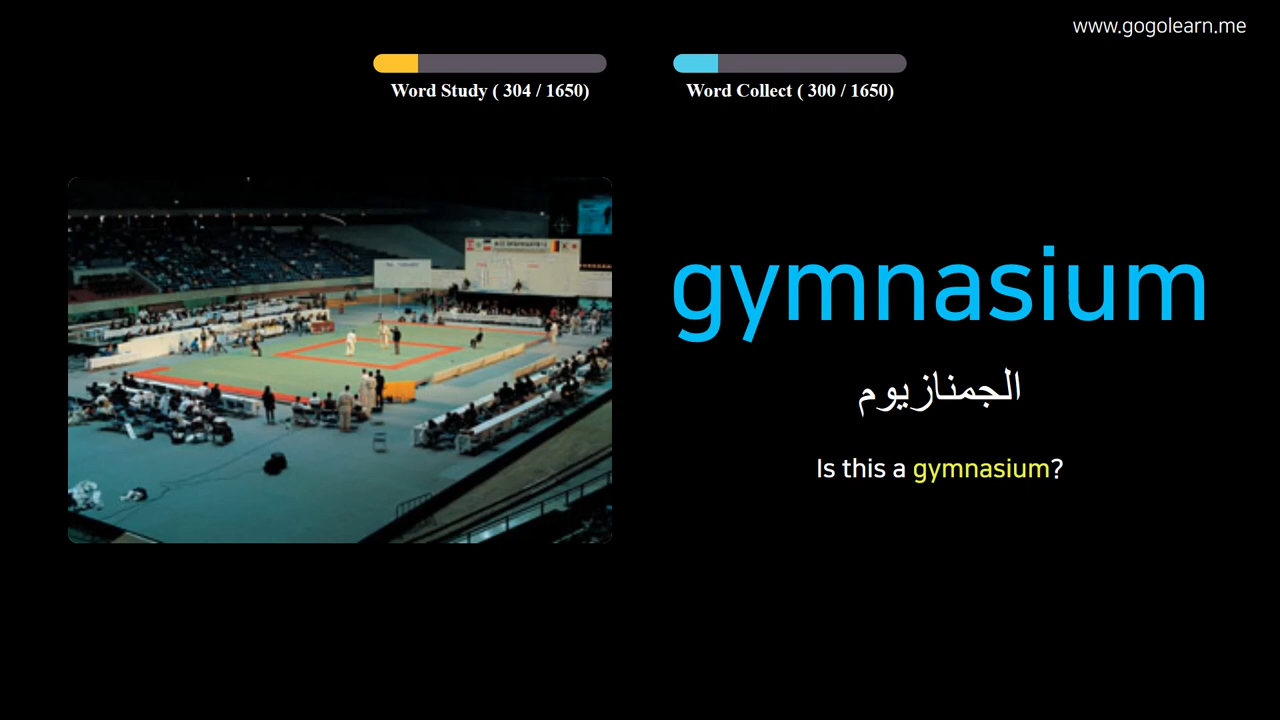 www.gogolearn.me
Word Study ( 304 / 1650)
Word Collect ( 300 / 1650)
gymnasium
الجمنازيوم
Is this a gymnasium?